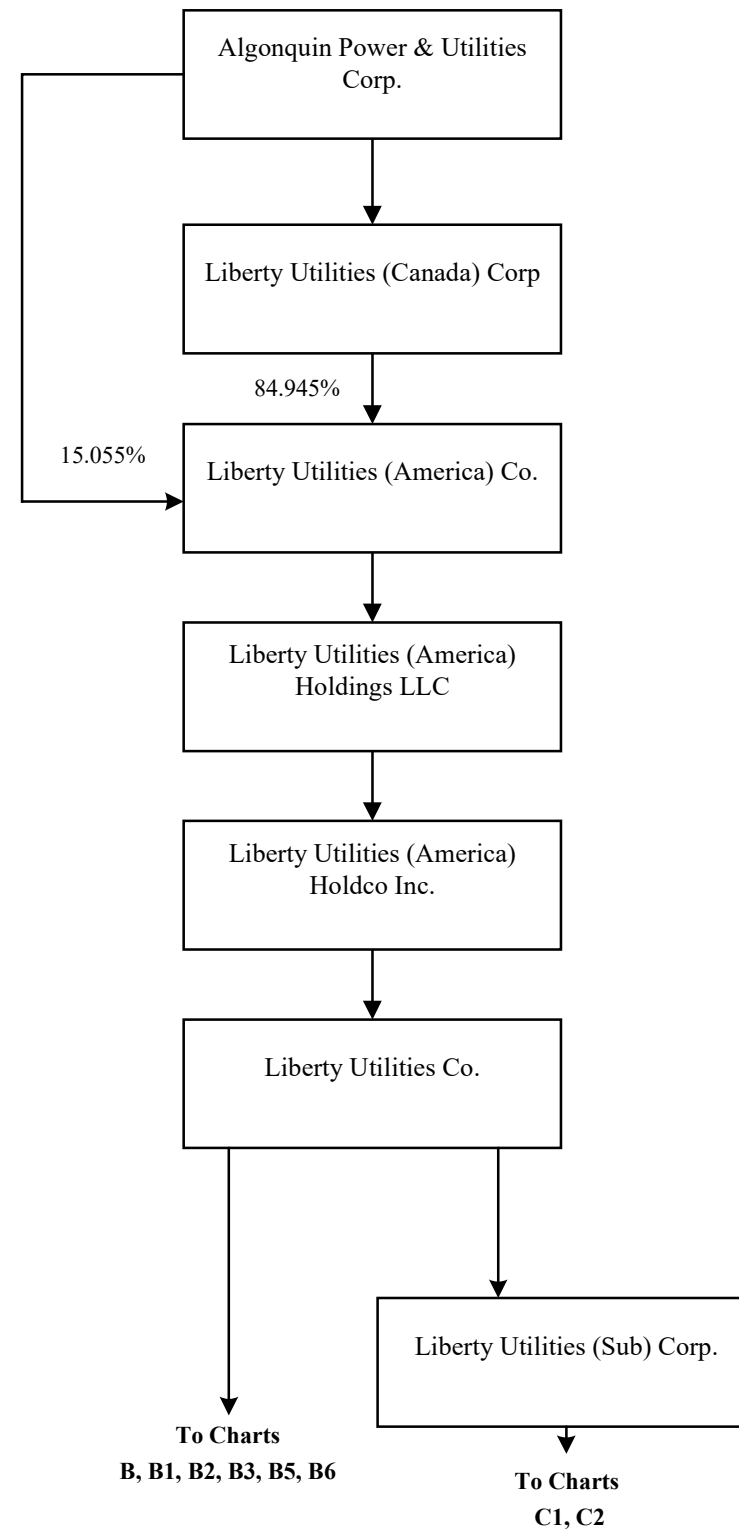 Algonquin Power & Utilities
Corp.
Liberty Utilities (Canada) Corp
84.945%
15.055%
Liberty Utilities (America) Co.
Liberty Utilities (America)
Holdings LLC
Liberty Utilities (America)
Holdco Inc.
Liberty Utilities Co.
Liberty Utilities (Sub) Corp.
To Charts
B, B1, B2, B3, B5, B6
To Charts
C1, C2